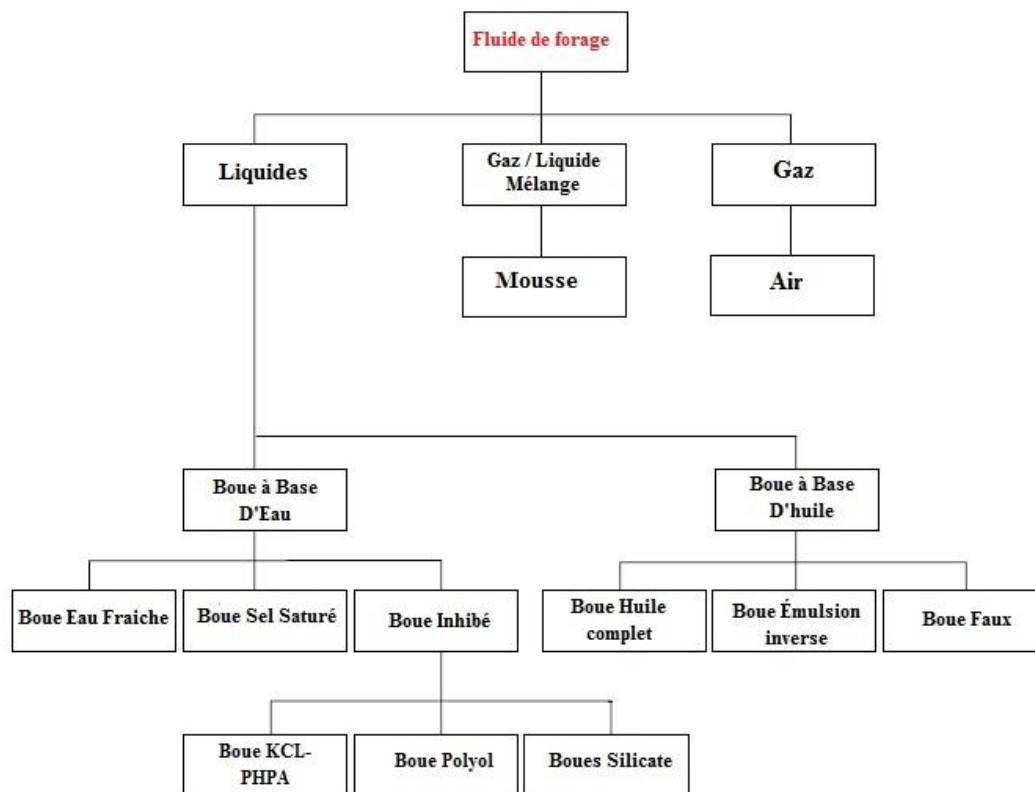 Fluide de forage
Liquides
Gaz / Liquide
Mélange
Gaz
Mousse
Air
Boue à Base
D'Eau
Boue à Base
D'huile
Boue Eau Fraiche
Boue Sel Saturé
Boue Inhibé
Boue Huile
complet
Boue Émulsion
inverse
Boue Faux
Boue KCL-
PHPA
Boue Polyol
Boues Silicate